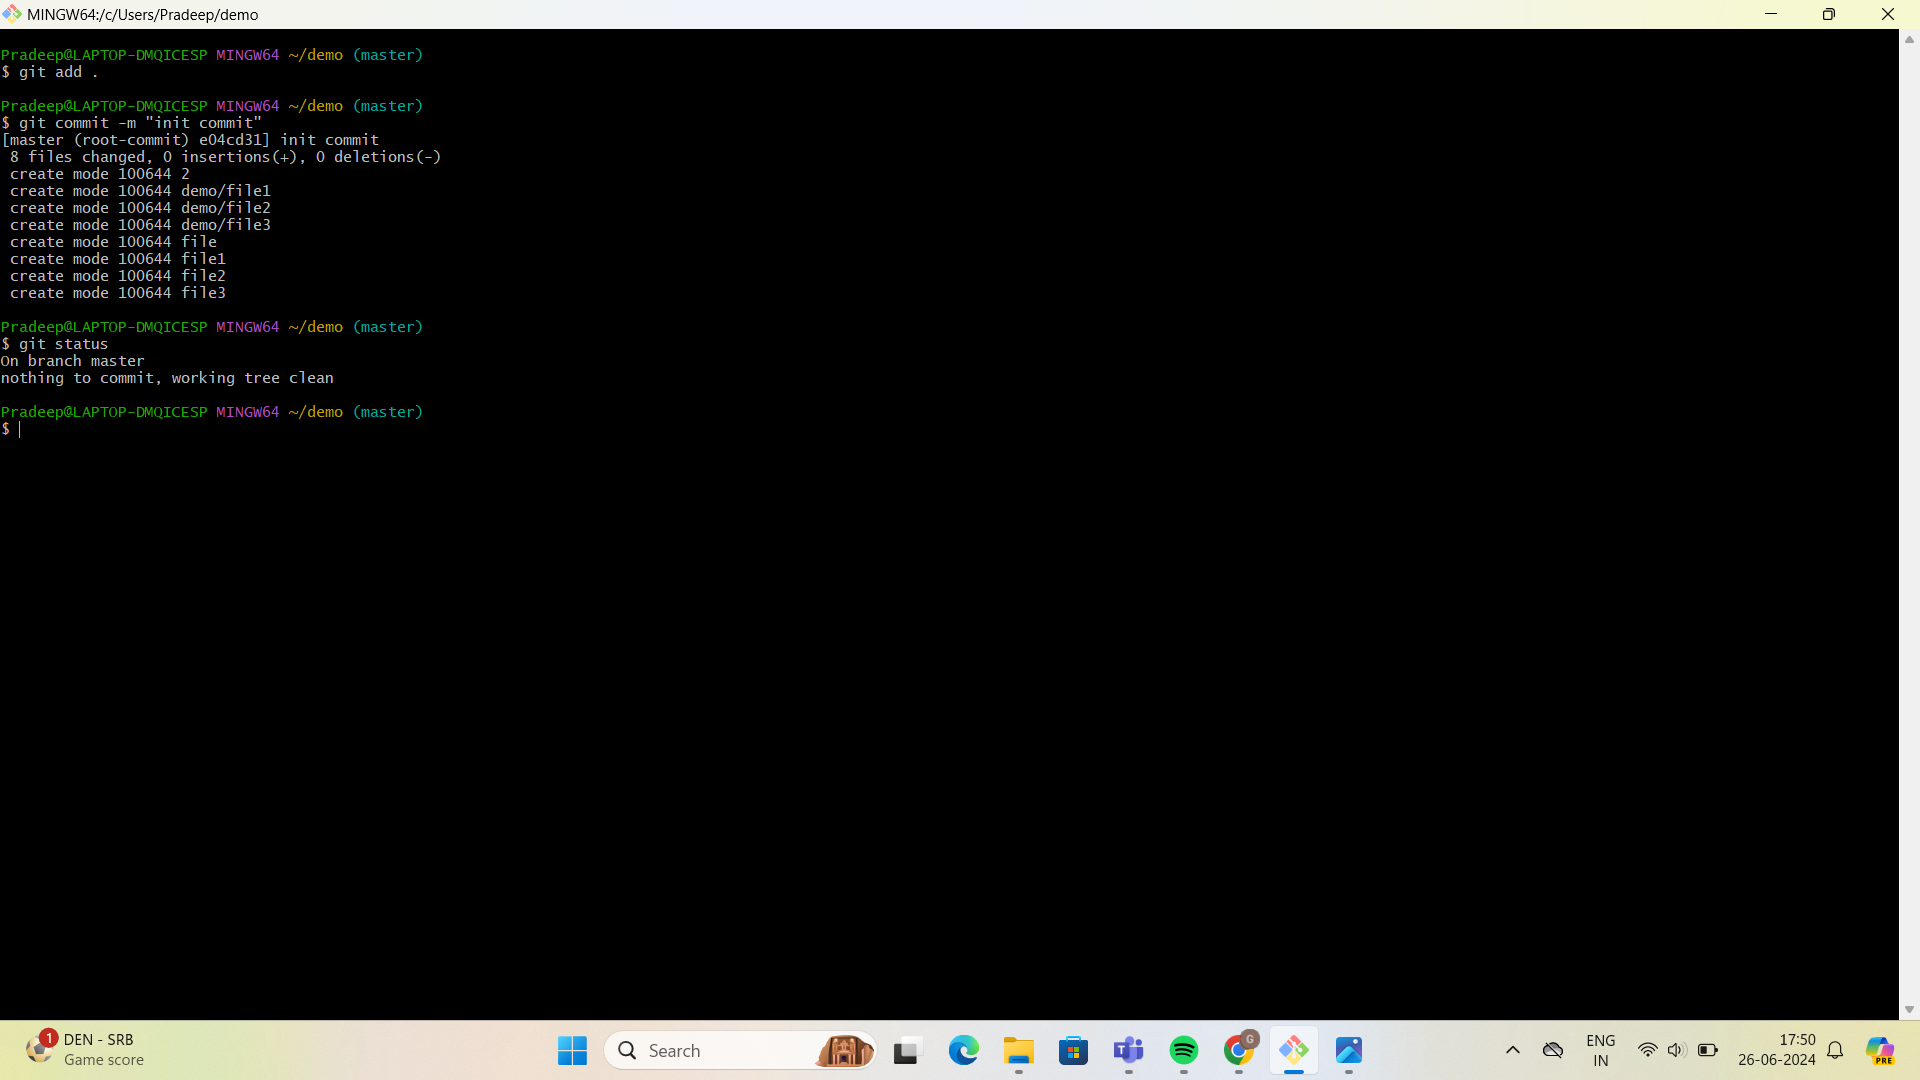 MINGW64:/c/Users/Pradeep/demo
Pradeep@LAPTOP-DMQICESP MINGW64 ~/demo (master)
$ git add .
Pradeep@LAPTOP-DMQICESP MINGW64 ~/demo (master)
$ git commit -m "init commit"
[master (root-commit) e04cd31] init commit
8 files changed, 0 insertions(+), 0 deletions(-)
create mode 100644 2
create mode 100644 demo/file1
create mode 100644 demo/file2
create mode 100644 demo/file3
create mode 100644 file
create mode 100644 file1
create mode 100644 file2
create mode 100644 file3
Pradeep@LAPTOP-DMQICESP MINGW64 ~/demo (master)
$ git status
On branch master
nothing to commit, working tree clean
Pradeep@LAPTOP-DMQICESP MINGW64 ~/demo (master)
$
1
DEN - SRB
Game score
Search
T
G
ENG
IN
17:50
26-06-2024
PRE